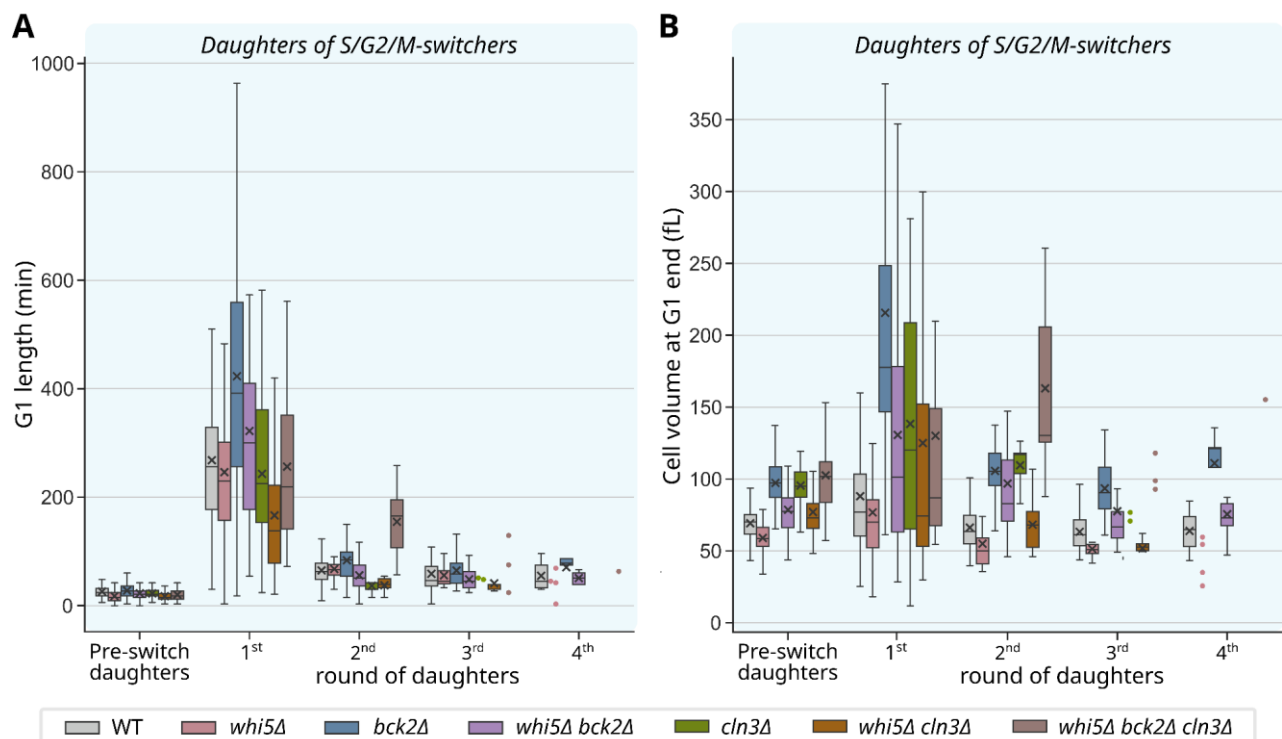 A
Daughters of S/G2/M-switchers
1000
800
600
400
200
0
G1 length (min)
Pre-switch daughters
1st
2nd
3rd
4th
round of daughters
B
Daughters of S/G2/M-switchers
350
300
250
200
150
100
50
0
Cell volume at G1 end (fL)
Pre-switch daughters
1st
2nd
3rd
4th
round of daughters
WT
whi5Δ
bck2Δ
whi5Δ bck2Δ
cln3Δ
whi5Δ cln3Δ
whi5Δ bck2Δ cln3Δ